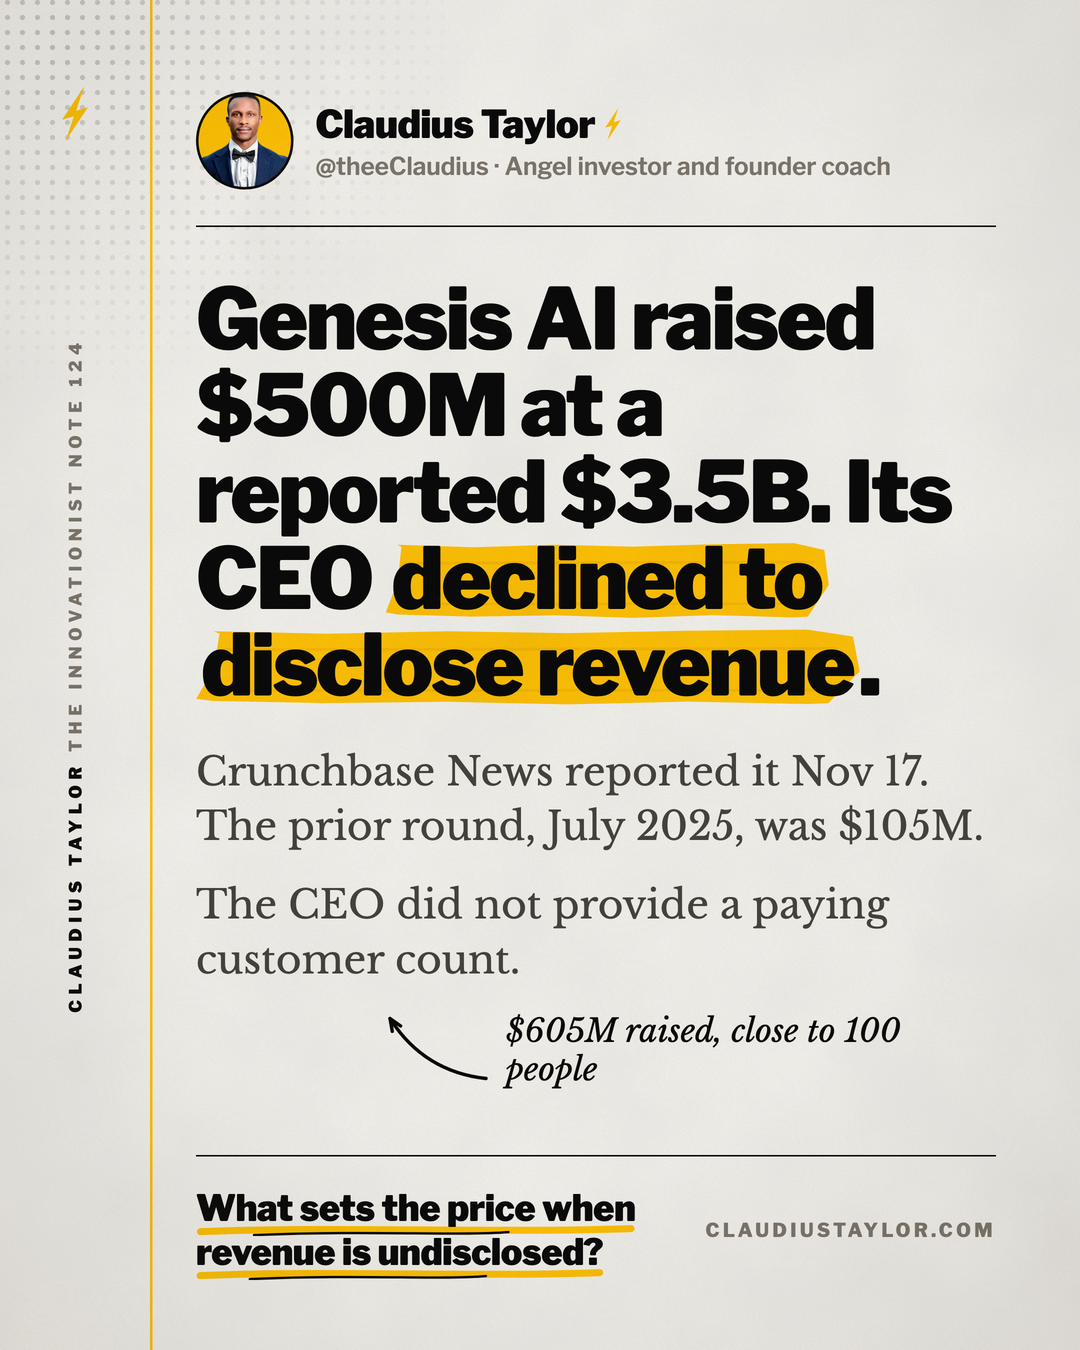 Claudius Taylor
@theeClaudius · Angel investor and founder coach
Genesis AI raised
$500M at a
reported $3.5B. Its
CEO declined to
disclose revenue.
Crunchbase News reported it Nov 17.
The prior round, July 2025, was $105M.
The CEO did not provide a paying
customer count.
$605M raised, close to 100
people
What sets the price when
revenue is undisclosed?
CLAUDIUSTAYLOR.COM
CLAUDIUS TAYLOR THE INNOVATIONIST NOTE 124